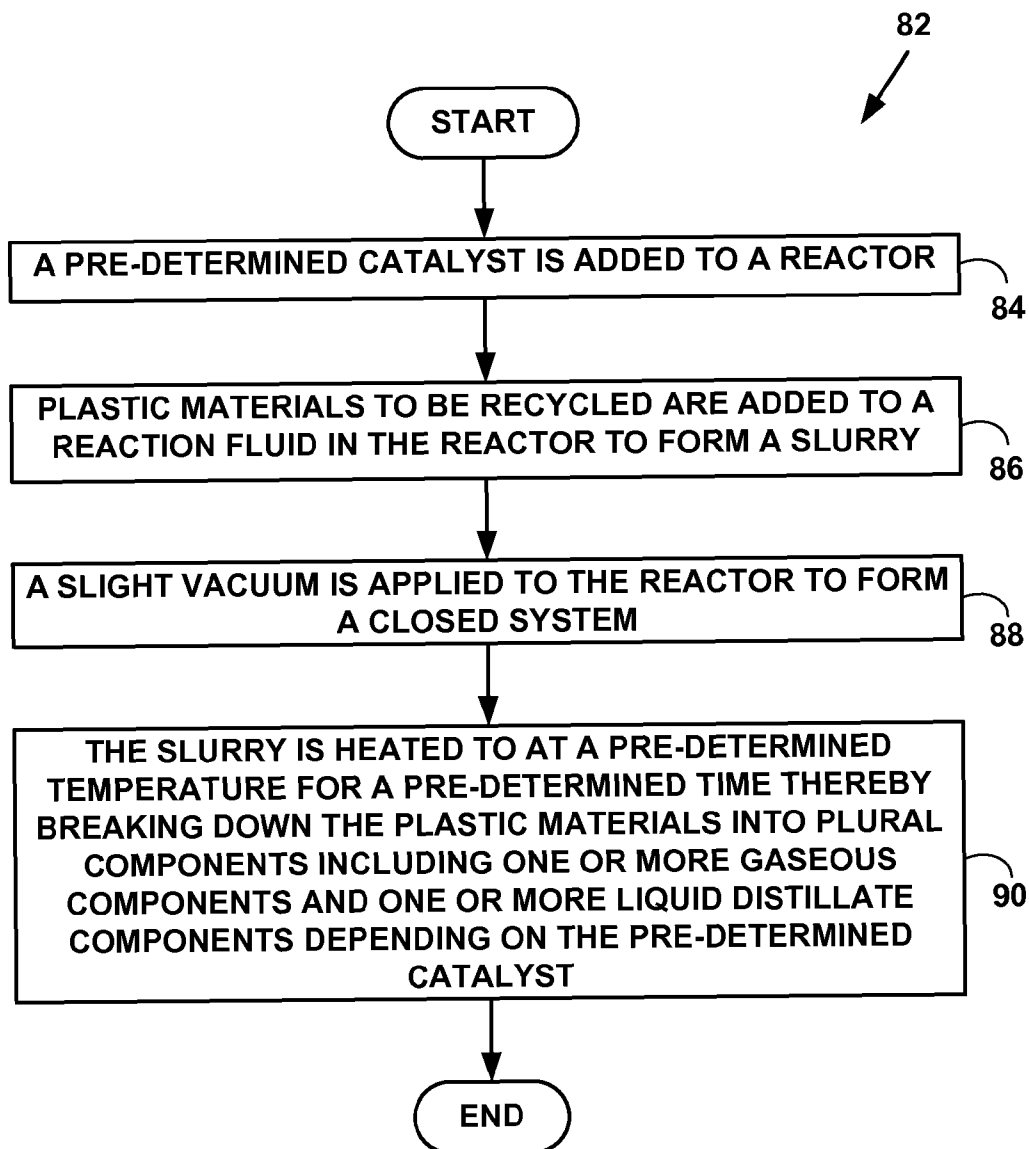 82
START
A PRE-DETERMINED CATALYST IS ADDED TO A REACTOR
84
PLASTIC MATERIALS TO BE RECYCLED ARE ADDED TO A
REACTION FLUID IN THE REACTOR TO FORM A SLURRY
86
A SLIGHT VACUUM IS APPLIED TO THE REACTOR TO FORM
A CLOSED SYSTEM
88
THE SLURRY IS HEATED TO AT A PRE-DETERMINED
TEMPERATURE FOR A PRE-DETERMINED TIME THEREBY
BREAKING DOWN THE PLASTIC MATERIALS INTO PLURAL
COMPONENTS INCLUDING ONE OR MORE GASEOUS
COMPONENTS AND ONE OR MORE LIQUID DISTILLATE
COMPONENTS DEPENDING ON THE PRE-DETERMINED
CATALYST
90
END